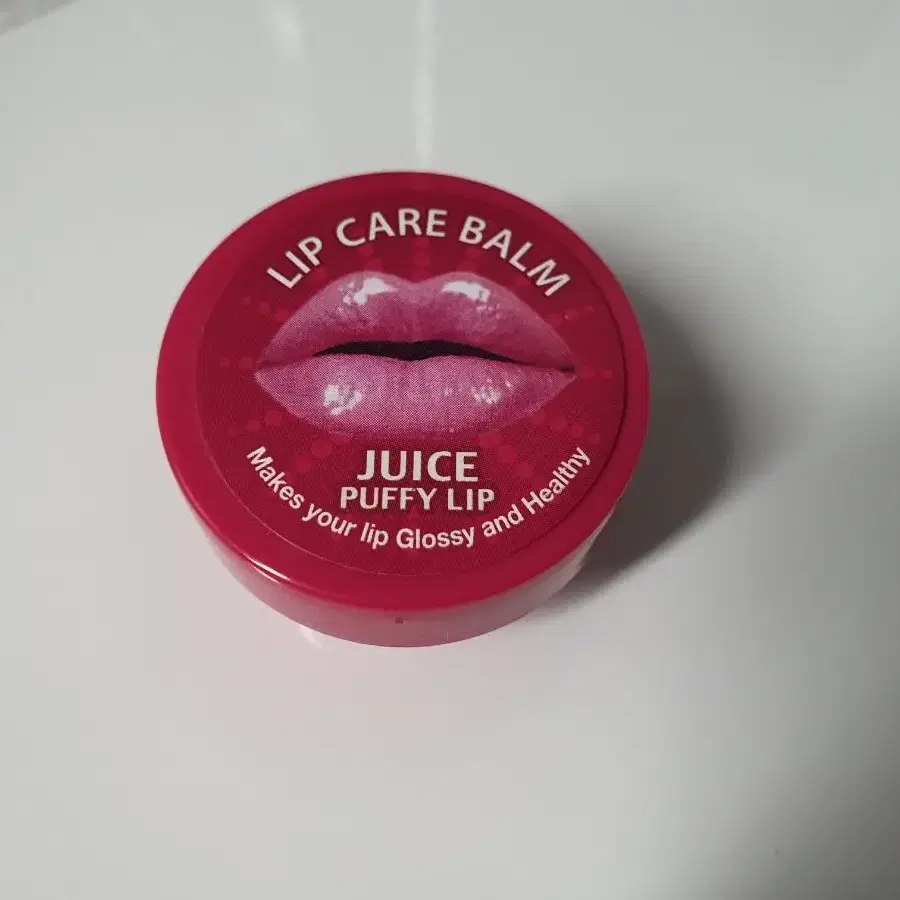 LIP CARE BALM
JUICE
PUFFY LIP
Makes your lip Glossy and Healthy